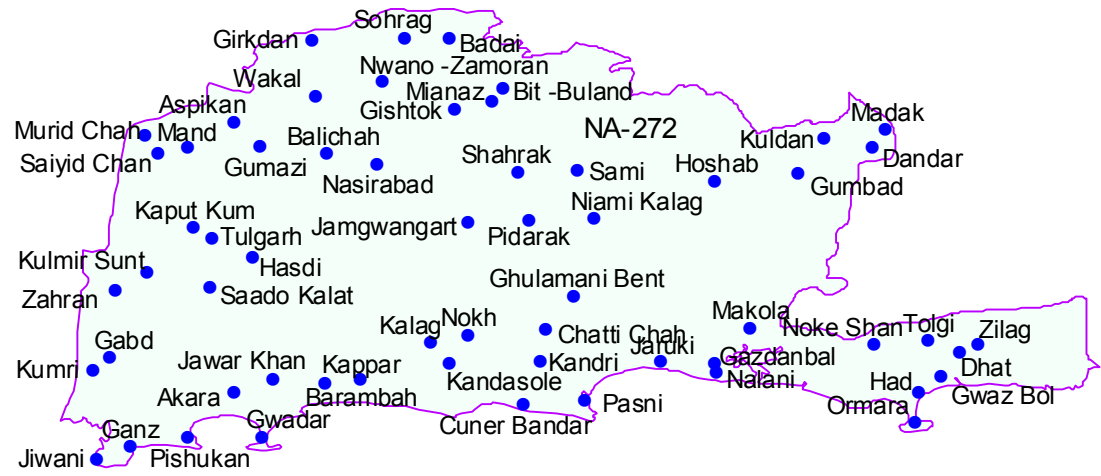 Sohrag
Girkdan
Badai
Nwano -Zamoran
Wakal
Mianaz
Bit -Buland
Aspikan
Gishtok
Madak
Murid Chah
Mand
Balichah
NA-272
Kuldan
Saiyid Chan
Gumazi
Shahrak
Sami
Hoshab
Dandar
Nasirabad
Gumbad
Kaput Kum
Jamgwangart
Niami Kalag
Tulgarh
Pidarak
Kulmir Sunt
Hasdi
Zahran
Saado Kalat
Ghulamani Bent
Makola
Kalag
Nokh
Chatti Chah
Noke Shan
Tolgi
Zilag
Gabd
Jaruki
Kumri
Jawar Khan
Kappar
Kandri
Gazdanbal
Dhat
Kandasole
Nalani
Had
Akara
Barambah
Gwaz Bol
Pasni
Ormara
Gwadar
Cuner Bandar
Ganz
Jiwani
Pishukan